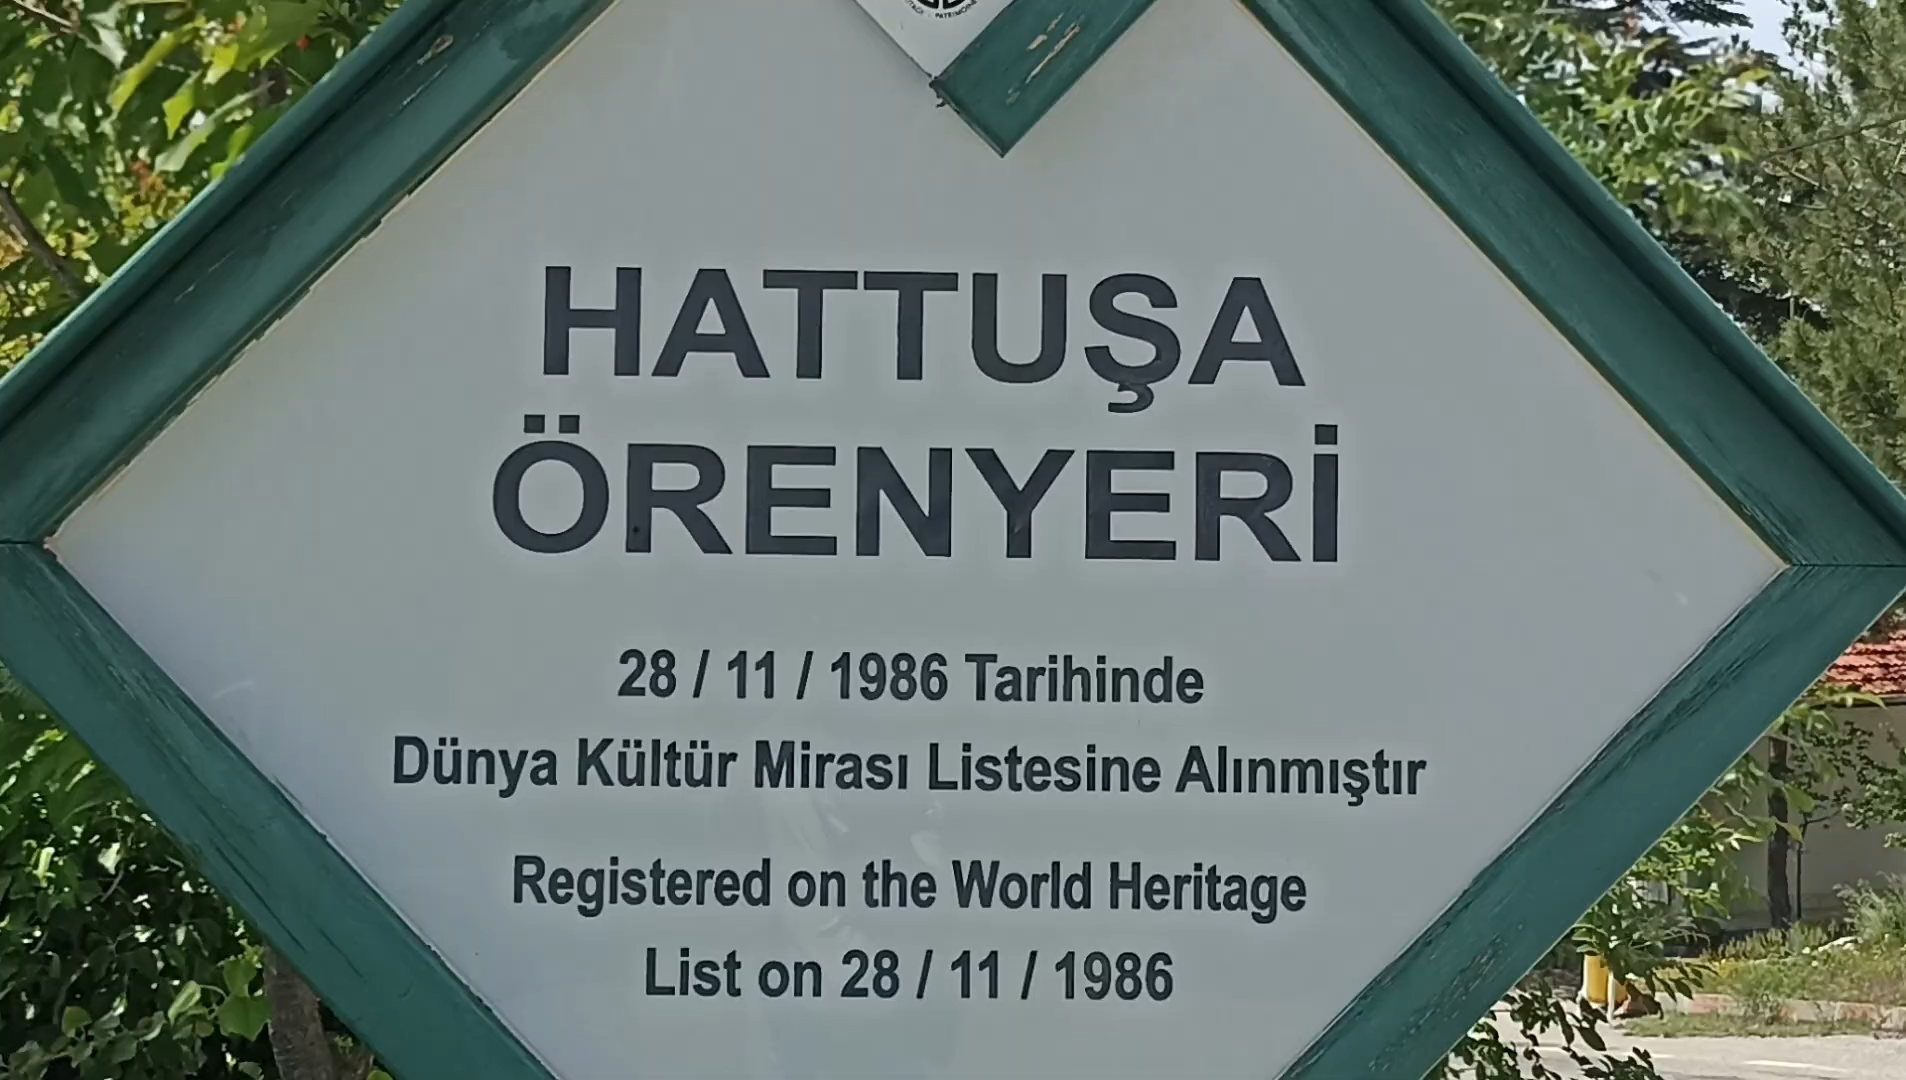 PATRIMOINE
HATTUŞA
ÖRENYERİ
28 / 11 / 1986 Tarihinde
Dünya Kültür Mirası Listesine Alınmıştır
Registered on the World Heritage
List on 28 / 11 / 1986